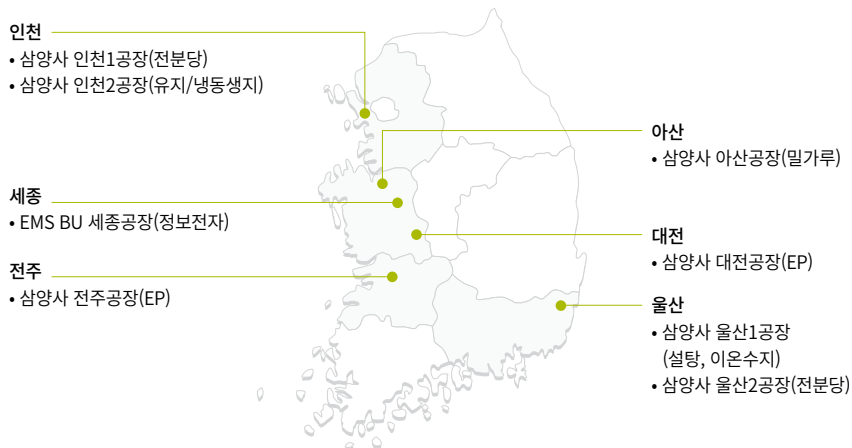 인천
• 삼양사 인천1공장(전분당)
• 삼양사 인천2공장(유지/냉동생지)
세종
• EMS BU 세종공장(정보전자)
전주
• 삼양사 전주공장(EP)
아산
• 삼양사 아산공장(밀가루)
대전
• 삼양사 대전공장(EP)
울산
• 삼양사 울산1공장
(설탕, 이온수지)
• 삼양사 울산2공장(전분당)